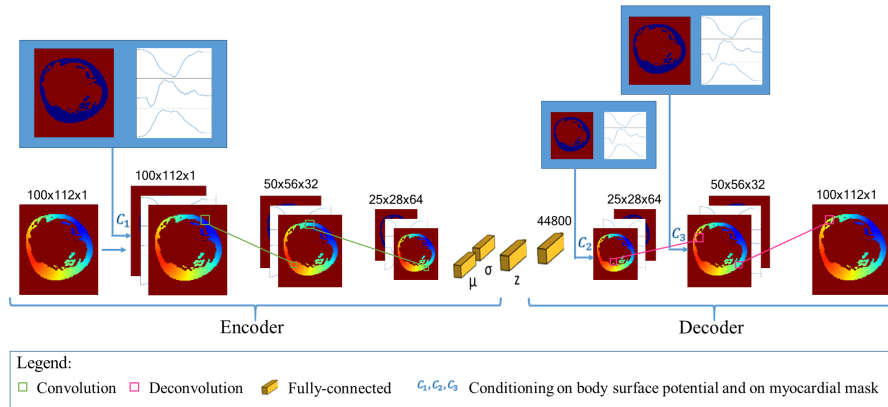 100x112x1
C1
100x112x1
50x56x32
25x28x64
μ
σ
z
44800
C2
25x28x64
C3
50x56x32
100x112x1
Encoder
Decoder
Legend:
Convolution
Deconvolution
Fully-connected
C1, C2, C3 Conditioning on body surface potential and on myocardial mask